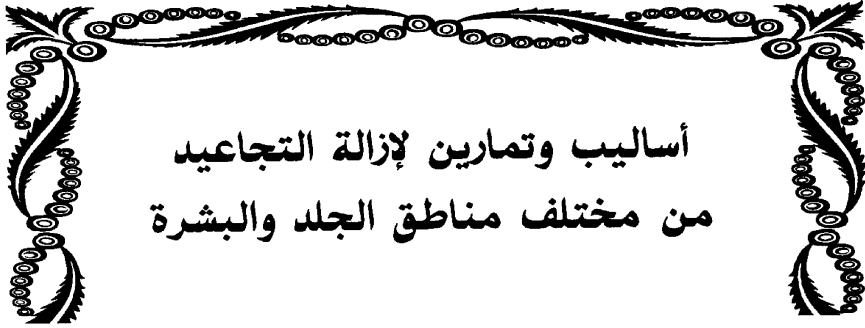 أساليب وتمارين لإزالة التجاعيد
من مختلف مناطق الجلد والبشرة